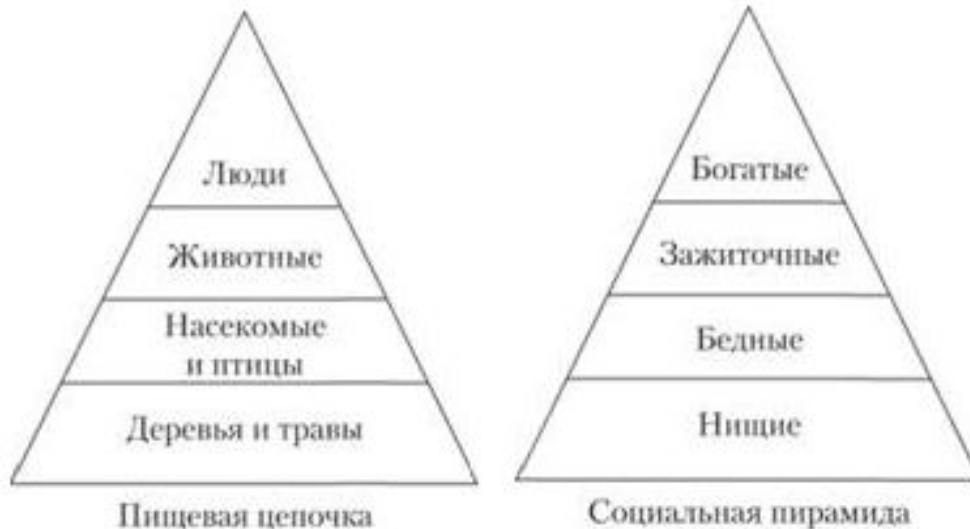 Люди
Животные
Насекомые
и птицы
Деревья и травы
Пищевая цепочка
Богатые
Зажиточные
Бедные
Нищие
Социальная пирамида